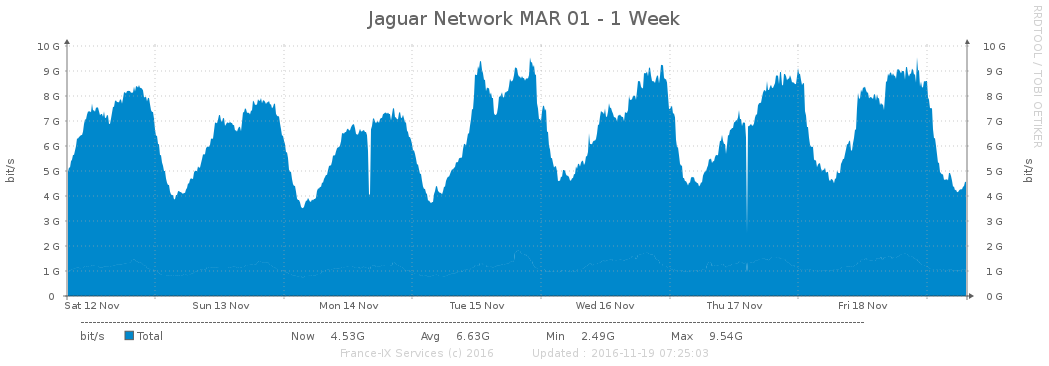 Jaguar Network MAR 01 - 1 Week
RRDTOOL / TOBI OETIKER
bit/s
10 G
9 G
8 G
7 G
6 G
5 G
4 G
3 G
2 G
1 G
0
10 G
9 G
8 G
7 G
6 G
5 G
4 G
3 G
2 G
1 G
0 G
bit/s
Sat 12 Nov Sun 13 Nov Mon 14 Nov Tue 15 Nov Wed 16 Nov Thu 17 Nov Fri 18 Nov
bit/s Total Now 4.53G Avg 6.63G Min 2.49G Max 9.54G
France-IX Services (c) 2016 Updated : 2016-11-19 07:25:03